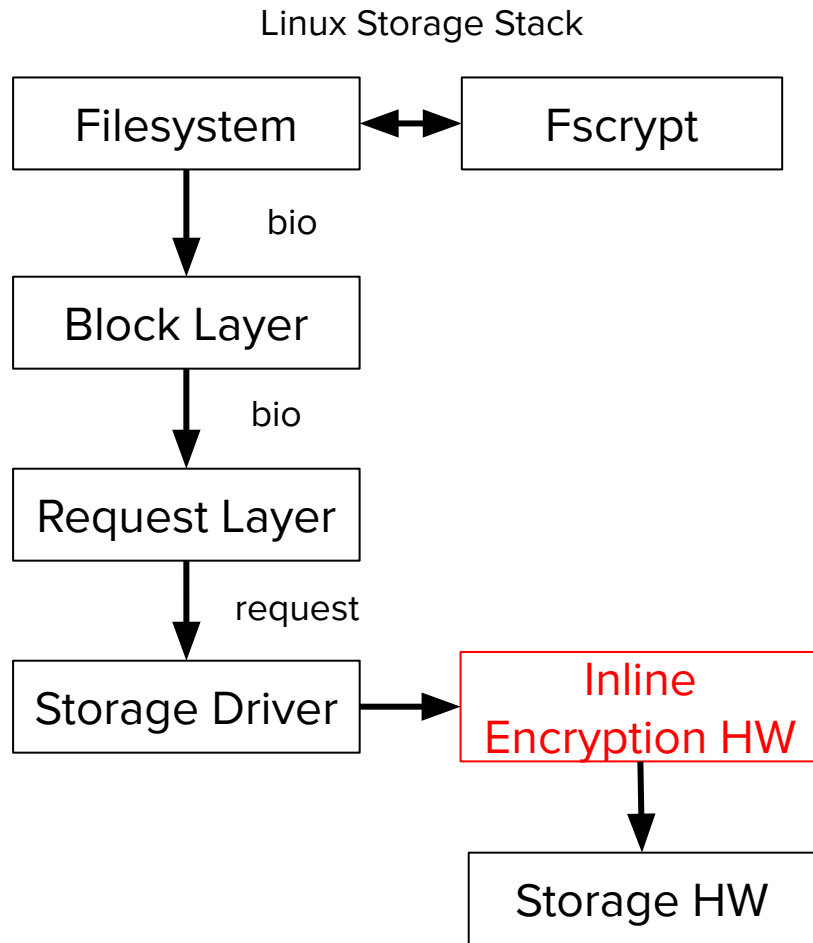 Linux Storage Stack
Filesystem
Fscrypt
bio
Block Layer
bio
Request Layer
request
Storage Driver
Inline
Encryption HW
Storage HW